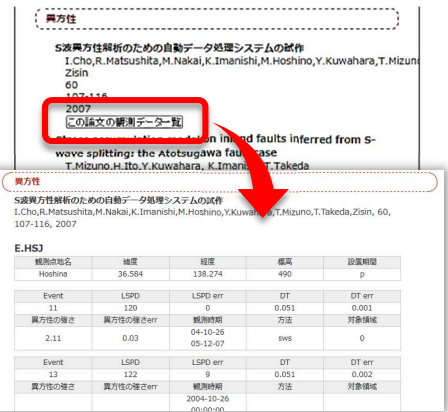 異方性
S波異方性解析のための自動データ処理システムの試作
I.Cho,R.Matsushita,M.Nakai,K.Imanishi,M.Hoshino,Y.Kuwahara,T.Mizun
Zisin
60
107-116
2007
この論文の観測データ一覧
on inland faults inferred from S-
wave splitting: the Atotsugawa fault case
T.Mizuno,H.Ito,Y.Kuwahara, K.Imanishi,T.Takeda
異方性
S波異方性解析のための自動データ処理システムの試作
I.Cho,R.Matsushita,M.Nakai,K.Imanishi,M.Hoshino,Y.Kuwahara,T.Mizuno,T.Takeda,Zisin, 60,
107-116, 2007
E.HSJ
観測点地名 緯度 経度 標高 設置期間
Hoshina 36.584 138.274 490 p
Event LSPD LSPD err DT DT err
11 120 0 0.051 0.001
異方性の強さ 異方性の強さerr 観測時期 方法 対象領域
2.11 0.03 04-10-26 sws 0
05-12-07
Event LSPD LSPD err DT DT err
13 122 9 0.051 0.002
異方性の強さ 異方性の強さerr 観測時期 方法 対象領域
2004-10-26
00:00:00